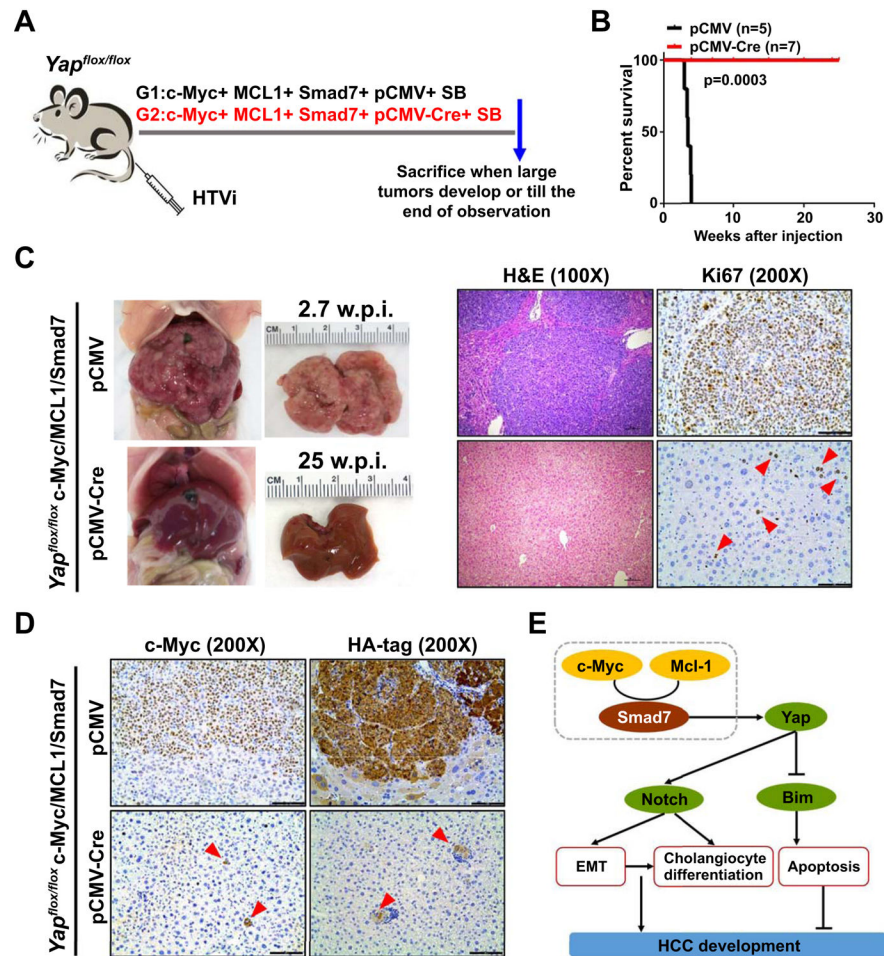 A
Yap^flox/flox
G1:c-Myc+ MCL1+ Smad7+ pCMV+ SB
G2:c-Myc+ MCL1+ Smad7+ pCMV-Cre+ SB
HTVi
Sacrifice when large
tumors develop or till the
end of observation
B
pCMV (n=5)
pCMV-Cre (n=7)
p=0.0003
Percent survival
100
50
0
0 10 20 30
Weeks after injection
C
Yap^flox/flox c-Myc/MCL1/Smad7
pCMV
pCMV-Cre
2.7 w.p.i.
CM 1 2 3 4
25 w.p.i.
CM 1 2 3 4
H&E (100X)
Ki67 (200X)
D
Yap^flox/flox c-Myc/MCL1/Smad7
pCMV
pCMV-Cre
c-Myc (200X)
HA-tag (200X)
E
c-Myc
Mcl-1
Smad7
Yap
Notch
Bim
EMT
Cholangiocyte
differentiation
Apoptosis
HCC development